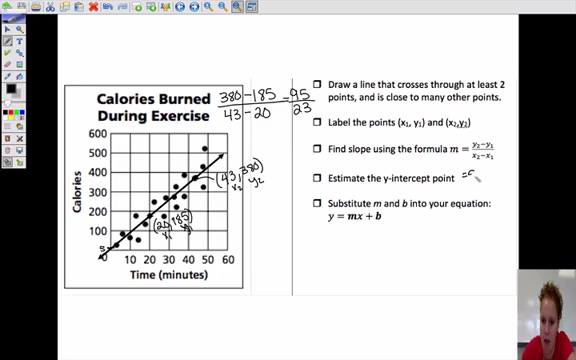 Calories Burned
During Exercise
Calories
600
500
400
300
200
100
5
0 10 20 30 40 50 60
Time (minutes)
(43, 380)
x2 y2
(20, 185)
x1 y1
380 - 185 = 95
43 - 20 23
Draw a line that crosses through at least 2
points, and is close to many other points.
Label the points (x₁, y₁) and (x₂,y₂)
Find slope using the formula m = y₂−y₁
x₂−x₁
Estimate the y-intercept point =
Substitute m and b into your equation:
y = mx + b